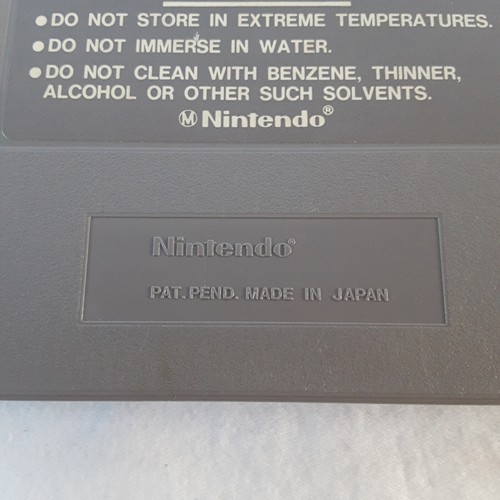 ● DO NOT STORE IN EXTREME TEMPERATURES.
● DO NOT IMMERSE IN WATER.
● DO NOT CLEAN WITH BENZENE, THINNER,
ALCOHOL OR OTHER SUCH SOLVENTS.
Ⓜ Nintendo®
Nintendo®
PAT. PEND. MADE IN JAPAN